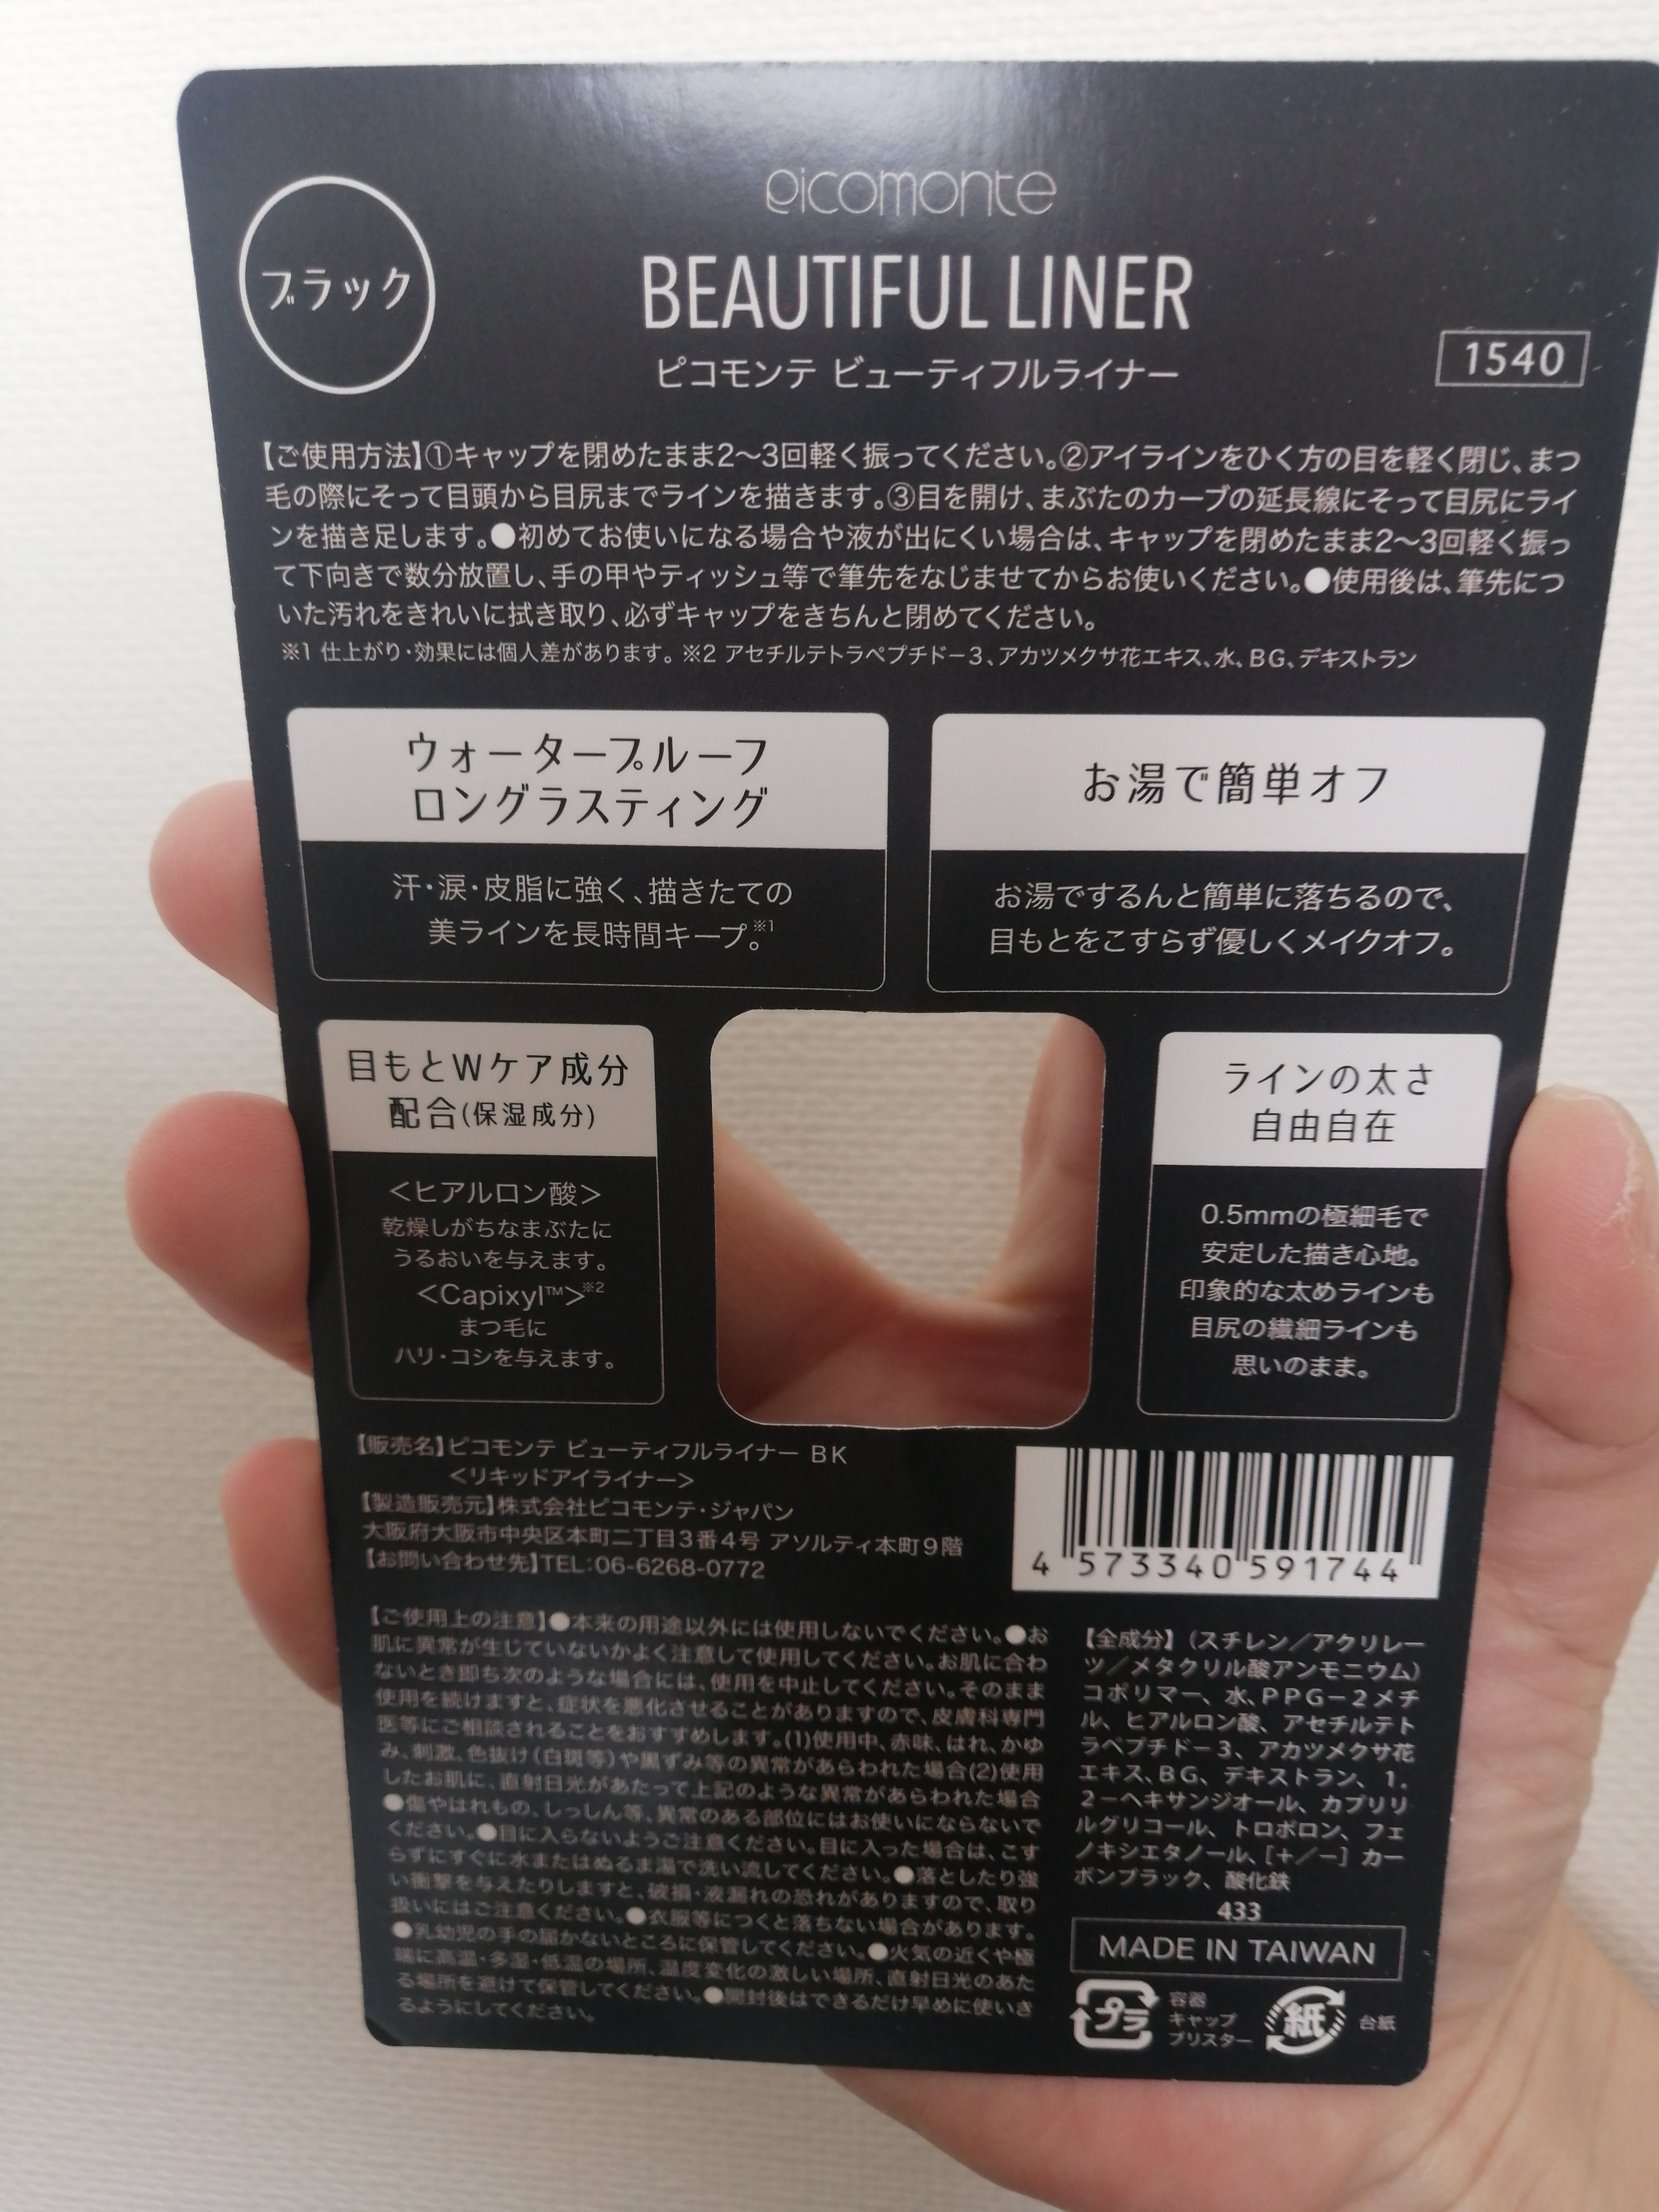 picomonte
ブラック
BEAUTIFUL LINER
ピコモンテ ビューティフルライナー
1540
【ご使用方法】①キャップを閉めたまま2〜3回軽く振ってください。②アイラインをひく方の目を軽く閉じ、まつ
毛の際にそって目頭から目尻までラインを描きます。③目を開け、まぶたのカーブの延長線にそって目尻にライ
ンを描き足します。●初めてお使いになる場合や液が出にくい場合は、キャップを閉めたまま2〜3回軽く振っ
て下向きで数分放置し、手の甲やティッシュ等で筆先をなじませてからお使いください。●使用後は、筆先につ
いた汚れをきれいに拭き取り、必ずキャップをきちんと閉めてください。
※1 仕上がり・効果には個人差があります。※2 アセチルテトラペプチド−3、アカツメクサ花エキス、水、BG、デキストラン
ウォータープルーフ
ロングラスティング
汗・涙・皮脂に強く、描きたての
美ラインを長時間キープ。※1
お湯で簡単オフ
お湯でするんと簡単に落ちるので、
目もとをこすらず優しくメイクオフ。
目もとWケア成分
配合(保湿成分)
<ヒアルロン酸>
乾燥しがちなまぶたに
うるおいを与えます。
<Capixyl™>※2
まつ毛に
ハリ・コシを与えます。
ラインの太さ
自由自在
0.5mmの極細毛で
安定した描き心地。
印象的な太めラインも
目尻の繊細ラインも
思いのまま。
【販売名】ピコモンテ ビューティフルライナー BK
<リキッドアイライナー>
【製造販売元】株式会社ピコモンテ・ジャパン
大阪府大阪市中央区本町二丁目3番4号 アソルティ本町9階
【お問い合わせ先】TEL:06-6268-0772
4 573340 591744
【ご使用上の注意】●本来の用途以外には使用しないでください。●お
肌に異常が生じていないかよく注意して使用してください。お肌に合わ
ないとき即ち次のような場合には、使用を中止してください。そのまま
使用を続けますと、症状を悪化させることがありますので、皮膚科専門
医等にご相談されることをおすすめします。(1)使用中、赤味、はれ、かゆ
み、刺激、色抜け(白斑等)や黒ずみ等の異常があらわれた場合(2)使用
したお肌に、直射日光があたって上記のような異常があらわれた場合
●傷やはれもの、しっしん等、異常のある部位にはお使いにならないで
ください。●目に入らないようご注意ください。目に入った場合は、こす
らずにすぐに水またはぬるま湯で洗い流してください。●落としたり強
い衝撃を与えたりしますと、破損・液漏れの恐れがありますので、取り
扱いにはご注意ください。●衣服等につくと落ちない場合があります。
●乳幼児の手の届かないところに保管してください。●火気の近くや極
端に高温・多湿・低温の場所、温度変化の激しい場所、直射日光のあた
る場所を避けて保管してください。●開封後はできるだけ早めに使いき
るようにしてください。
【全成分】(スチレン/アクリレー
ツ/メタクリル酸アンモニウム)
コポリマー、水、PPG−2メチ
ル、ヒアルロン酸、アセチルテト
ラペプチド−3、アカツメクサ花
エキス、BG、デキストラン、1,
2−ヘキサンジオール、カプリリ
ルグリコール、トロポロン、フェ
ノキシエタノール、[+/−] カー
ボンブラック、酸化鉄
433
MADE IN TAIWAN
プラ
容器
キャップ
ブリスター
紙
台紙